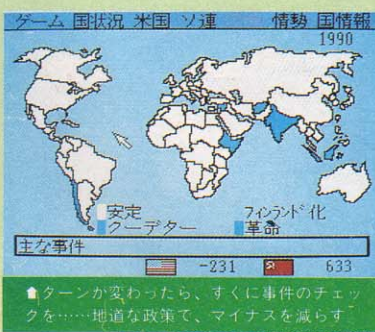 ゲーム 国状況 米国 ソ連 情勢 国情報
1990
安定 フィンランド化
クーデター 革命
主な事件
-231 633
⬆ターンが変わったら、すぐに事件のチェッ
クを……地道な政策で、マイナスを減らす